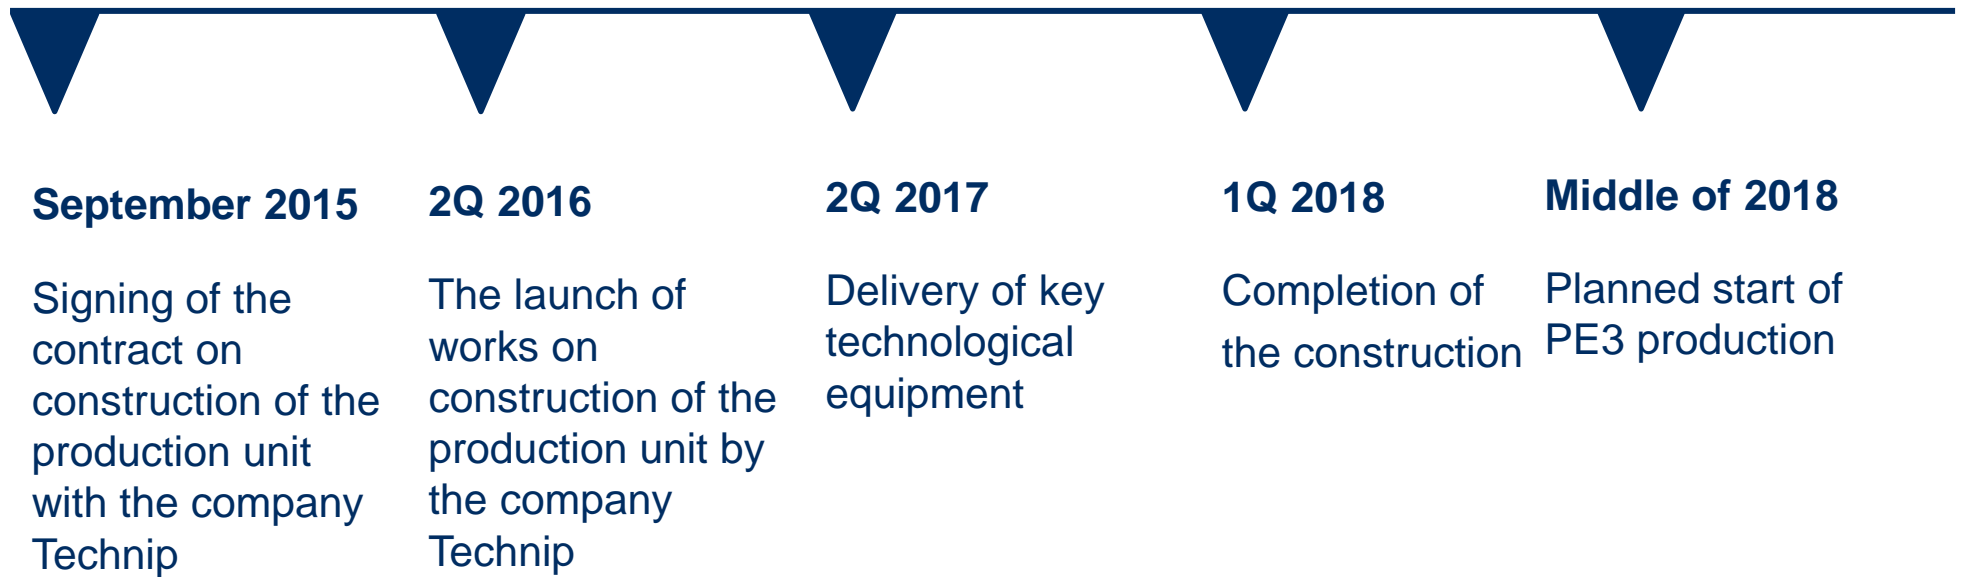 September 2015
Signing of the
contract on
construction of the
production unit
with the company
Technip
2Q 2016
The launch of
works on
construction of the
production unit by
the company
Technip
2Q 2017
Delivery of key
technological
equipment
1Q 2018
Completion of
the construction
Middle of 2018
Planned start of
PE3 production